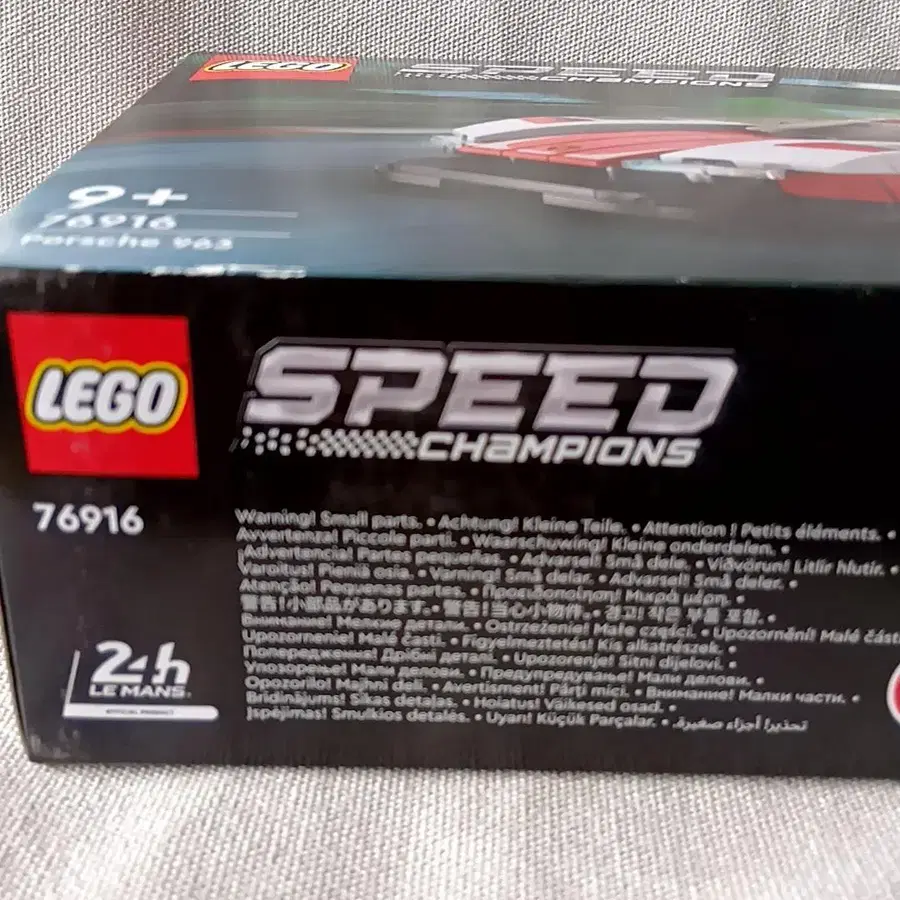 LEGO
SPEED
CHAMPIONS
9+
76916
Porsche 963
LEGO
SPEED
CHAMPIONS
76916
Warning! Small parts. • Achtung! Kleine Teile. • Attention ! Petits éléments. •
Avvertenza! Piccole parti. • Waarschuwing! Kleine onderdelen. •
¡Advertencia! Partes pequeñas. • Advarsel! Små dele. • Viðvörun! Litlir hlutir. •
Varoitus! Pieniä osia. • Varning! Små delar. • Advarsel! Små deler. •
Atenção! Pequenas partes. • Προειδοποίηση! Μικρά μέρη. •
警告!小部品があります。• 警告!当心小物件。• 경고! 작은 부품 포함. •
Внимание! Мелкие детали. • Ostrzeżenie! Małe części. • Upozornění! Malé části
Upozornenie! Malé časti. • Figyelmeztetés! Kis alkatrészek. •
Попередження! Дрібні деталі. • Upozorenje! Sitni dijelovi. •
Упозорење! Мали делови. • Предупредување! Мали делови. •
Opozorilo! Majhni deli. • Avertisment! Părți mici. • Внимание! Малки части. •
Brīdinājums! Sīkas detaļas. • Hoiatus! Väikesed osad. •
Įspėjimas! Smulkios detalės. • Uyarı! Küçük Parçalar. • تحذير! أجزاء صغيرة.
24h
LE MANS
OFFICIAL PRODUCT